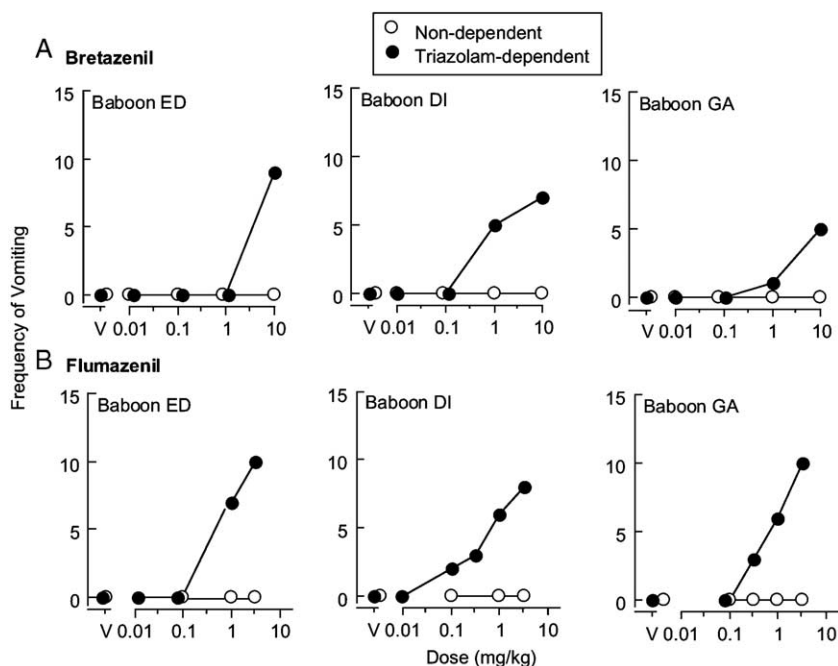 Non-dependent
Triazolam-dependent
A Bretazenil
Frequency of Vomiting
Baboon ED
15
10
5
0
V 0.01 0.1 1 10
Baboon DI
15
10
5
0
V 0.01 0.1 1 10
Baboon GA
15
10
5
0
V 0.01 0.1 1 10
B Flumazenil
Baboon ED
15
10
5
0
V 0.01 0.1 1 10
Baboon DI
15
10
5
0
V 0.01 0.1 1 10
Baboon GA
15
10
5
0
V 0.01 0.1 1 10
Dose (mg/kg)